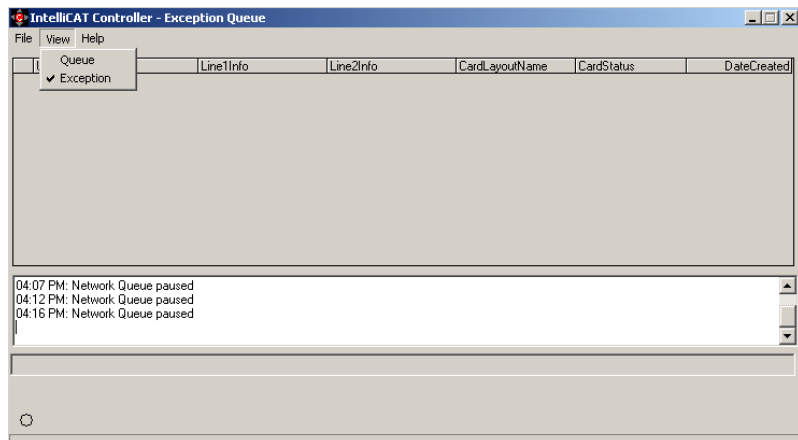 IntelliCAT Controller - Exception Queue
File View Help
Queue
Exception
Line1Info Line2Info CardLayoutName CardStatus DateCreated
04:07 PM: Network Queue paused
04:12 PM: Network Queue paused
04:16 PM: Network Queue paused